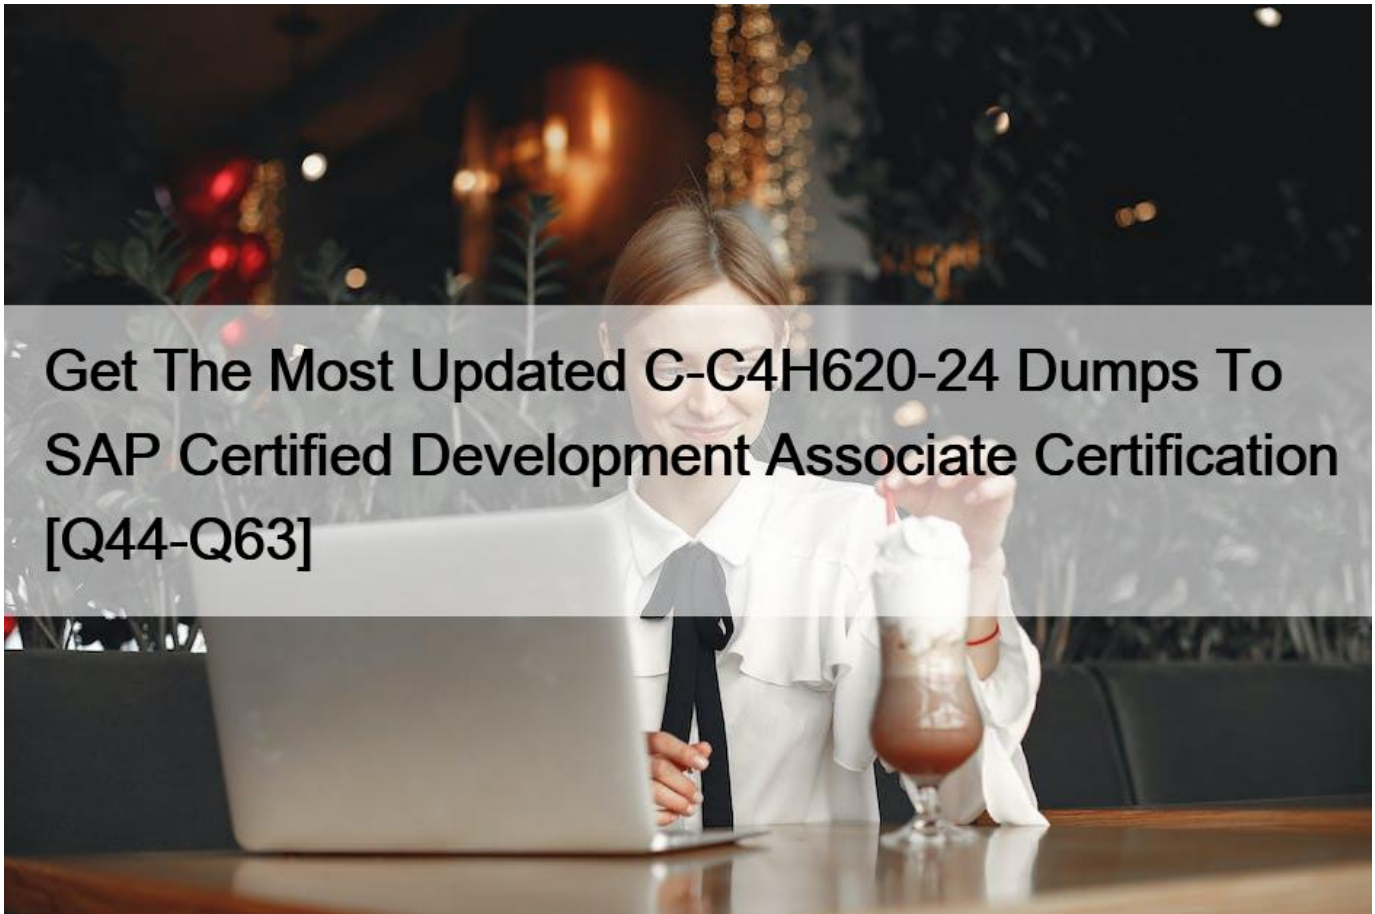 Get The Most Updated C-C4H620-24 Dumps To
SAP Certified Development Associate Certification
[Q44-Q63]